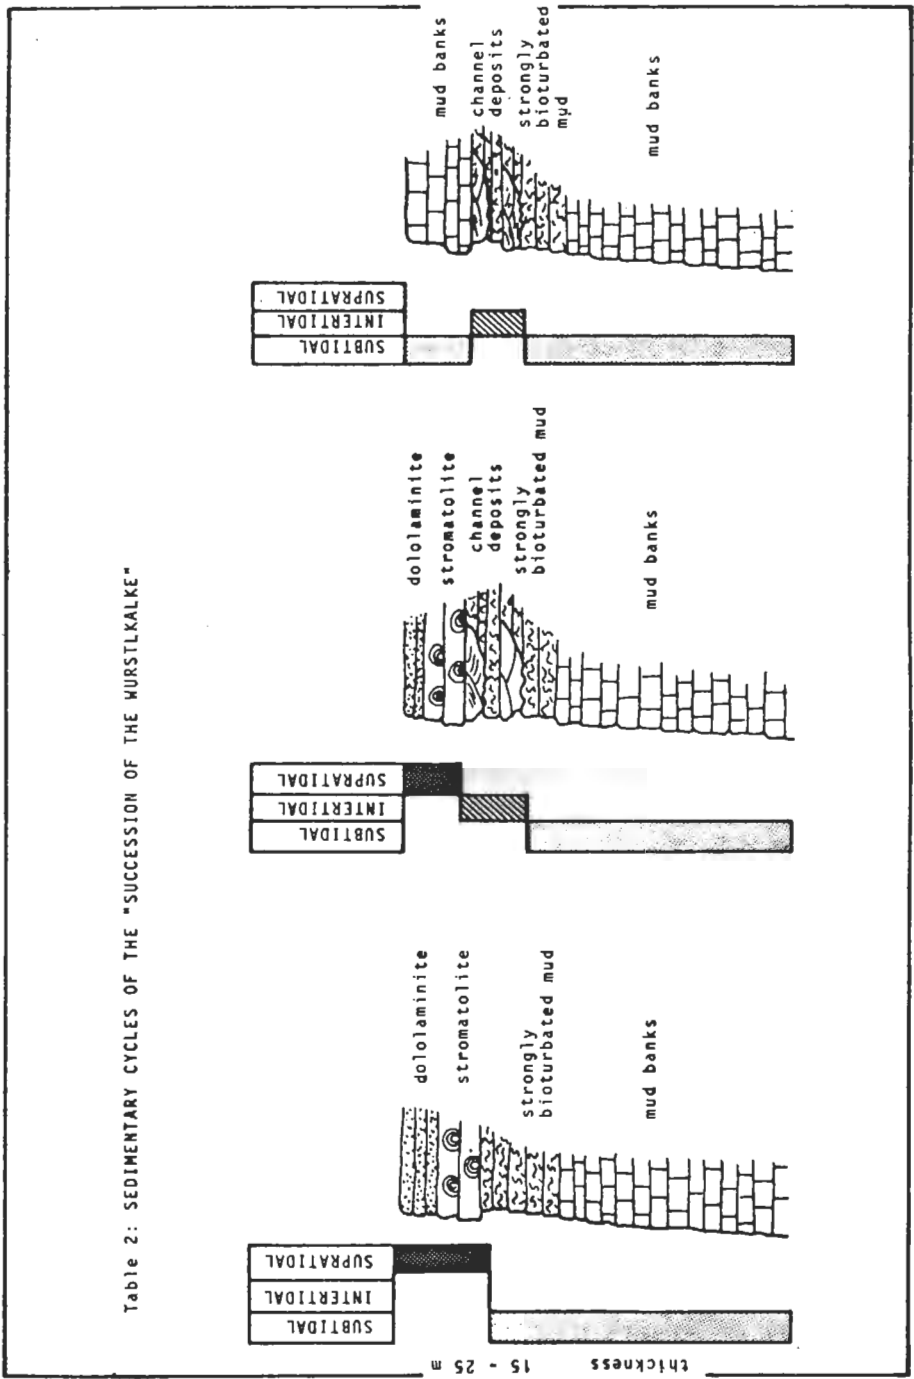 Table 2: SEDIMENTARY CYCLES OF THE "SUCCESSION OF THE WURSTLKALKE"
thickness 15 - 25 m
SUBTIDAL
INTERTIDAL
SUPRATIDAL
dololaminite
stromatolite
strongly
bioturbated mud
mud banks
SUBTIDAL
INTERTIDAL
SUPRATIDAL
dololaminite
stromatolite
channel
deposits
strongly
bioturbated mud
mud banks
SUBTIDAL
INTERTIDAL
SUPRATIDAL
mud banks
channel
deposits
strongly
bioturbated
mud
mud banks